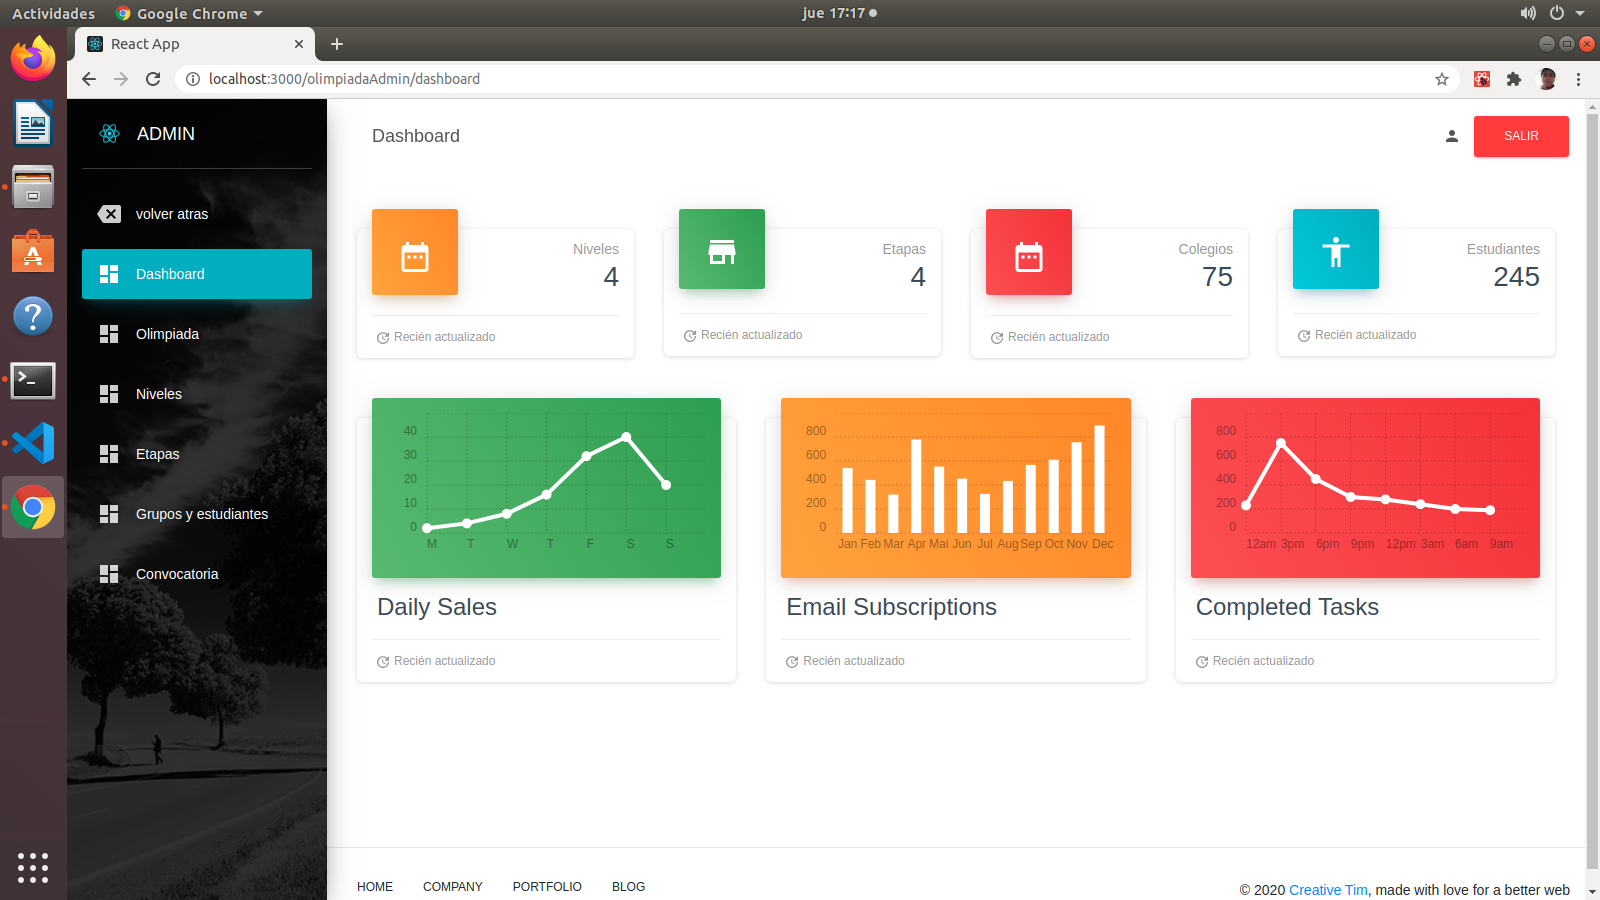 Actividades
Google Chrome
jue 17:17
React App
localhost:3000/olimpiadaAdmin/dashboard
ADMIN
volver atras
Dashboard
Olimpiada
Niveles
Etapas
Grupos y estudiantes
Convocatoria
Dashboard
SALIR
Niveles
4
Recién actualizado
Etapas
4
Recién actualizado
Colegios
75
Recién actualizado
Estudiantes
245
Recién actualizado
40
30
20
10
0
M T W T F S S
Daily Sales
Recién actualizado
800
600
400
200
0
Jan Feb Mar Apr Mai Jun Jul Aug Sep Oct Nov Dec
Email Subscriptions
Recién actualizado
800
600
400
200
0
12am 3pm 6pm 9pm 12pm 3am 6am 9am
Completed Tasks
Recién actualizado
HOME COMPANY PORTFOLIO BLOG
© 2020 Creative Tim, made with love for a better web